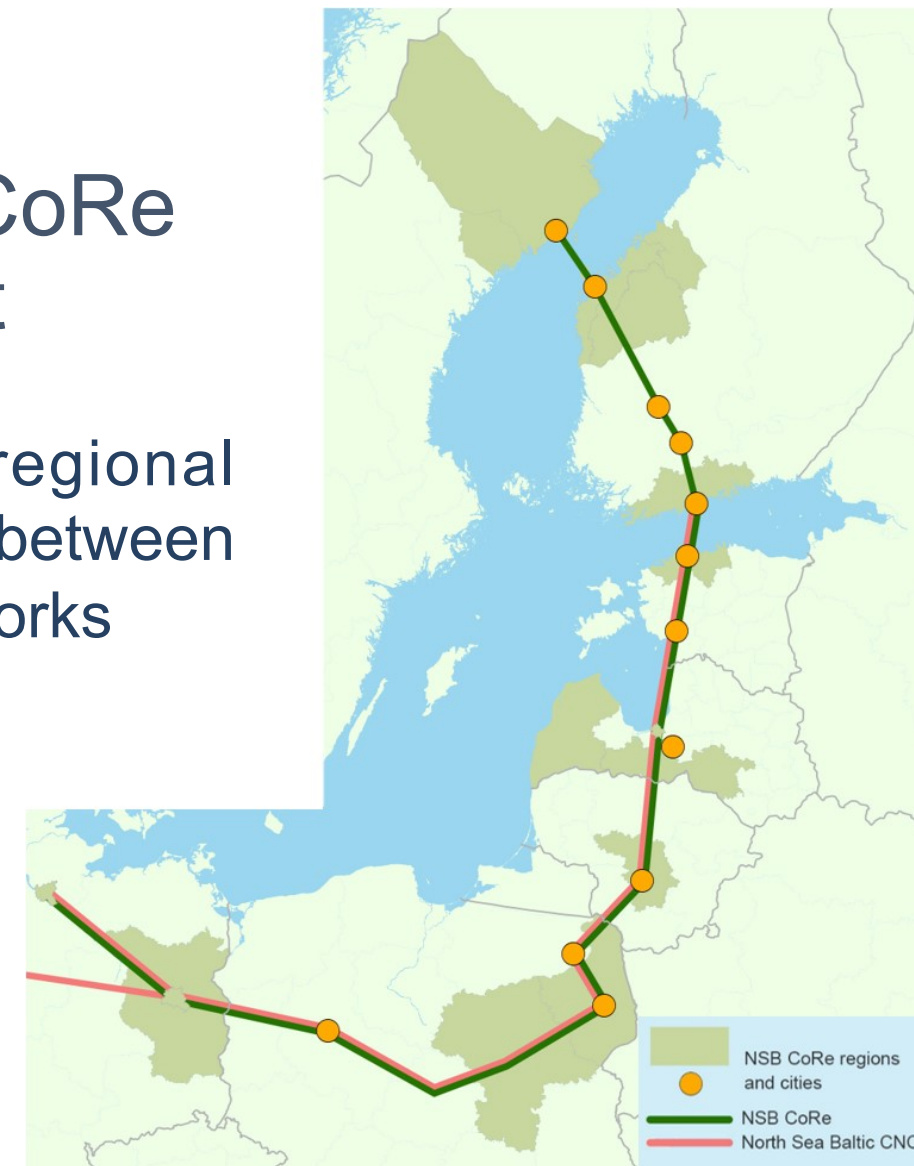 CoRe
t
regional
between
orks
NSB CoRe regions
and cities
NSB CoRe
North Sea Baltic CNC